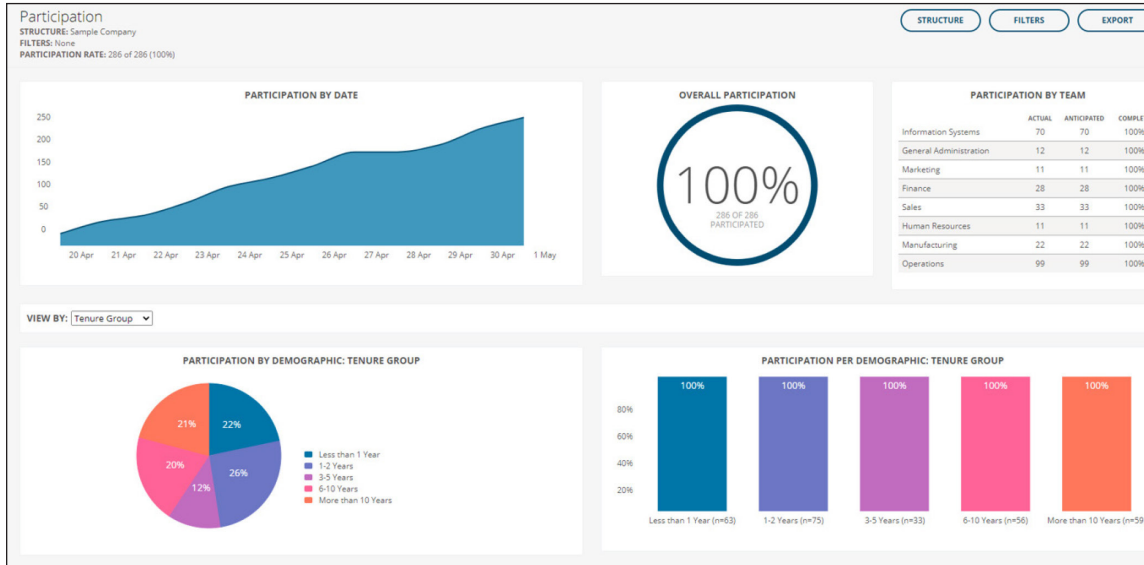 Participation
STRUCTURE: Sample Company
FILTERS: None
PARTICIPATION RATE: 286 of 286 (100%)
STRUCTURE
FILTERS
EXPORT
PARTICIPATION BY DATE
250
200
150
100
50
0
20 Apr 21 Apr 22 Apr 23 Apr 24 Apr 25 Apr 26 Apr 27 Apr 28 Apr 29 Apr 30 Apr 1 May
OVERALL PARTICIPATION
100%
286 OF 286
PARTICIPATED
PARTICIPATION BY TEAM
ACTUAL ANTICIPATED COMPLE
Information Systems 70 70 100%
General Administration 12 12 100%
Marketing 11 11 100%
Finance 28 28 100%
Sales 33 33 100%
Human Resources 11 11 100%
Manufacturing 22 22 100%
Operations 99 99 100%
VIEW BY: Tenure Group
PARTICIPATION BY DEMOGRAPHIC: TENURE GROUP
21% 22%
20% 26%
12%
Less than 1 Year
1-2 Years
3-5 Years
6-10 Years
More than 10 Years
PARTICIPATION PER DEMOGRAPHIC: TENURE GROUP
100% 100% 100% 100% 100%
80%
60%
40%
20%
Less than 1 Year (n=63) 1-2 Years (n=75) 3-5 Years (n=33) 6-10 Years (n=56) More than 10 Years (n=59